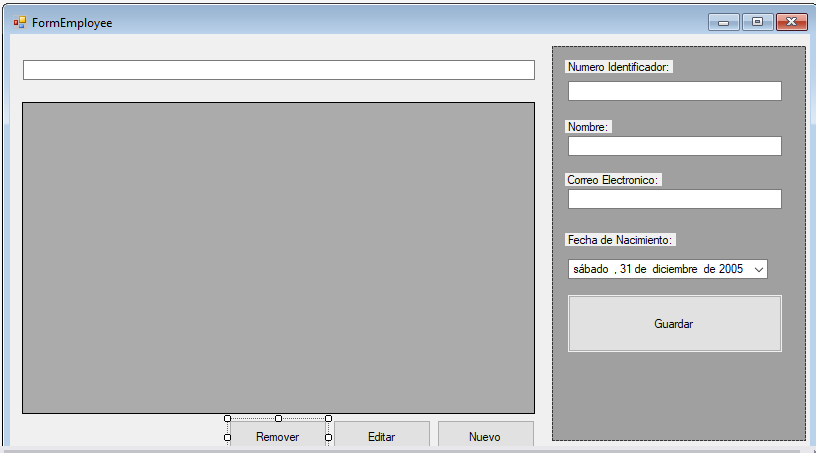 FormEmployee
Numero Identificador:
Nombre:
Correo Electronico:
Fecha de Nacimiento:
sábado , 31 de diciembre de 2005
Guardar
Remover
Editar
Nuevo